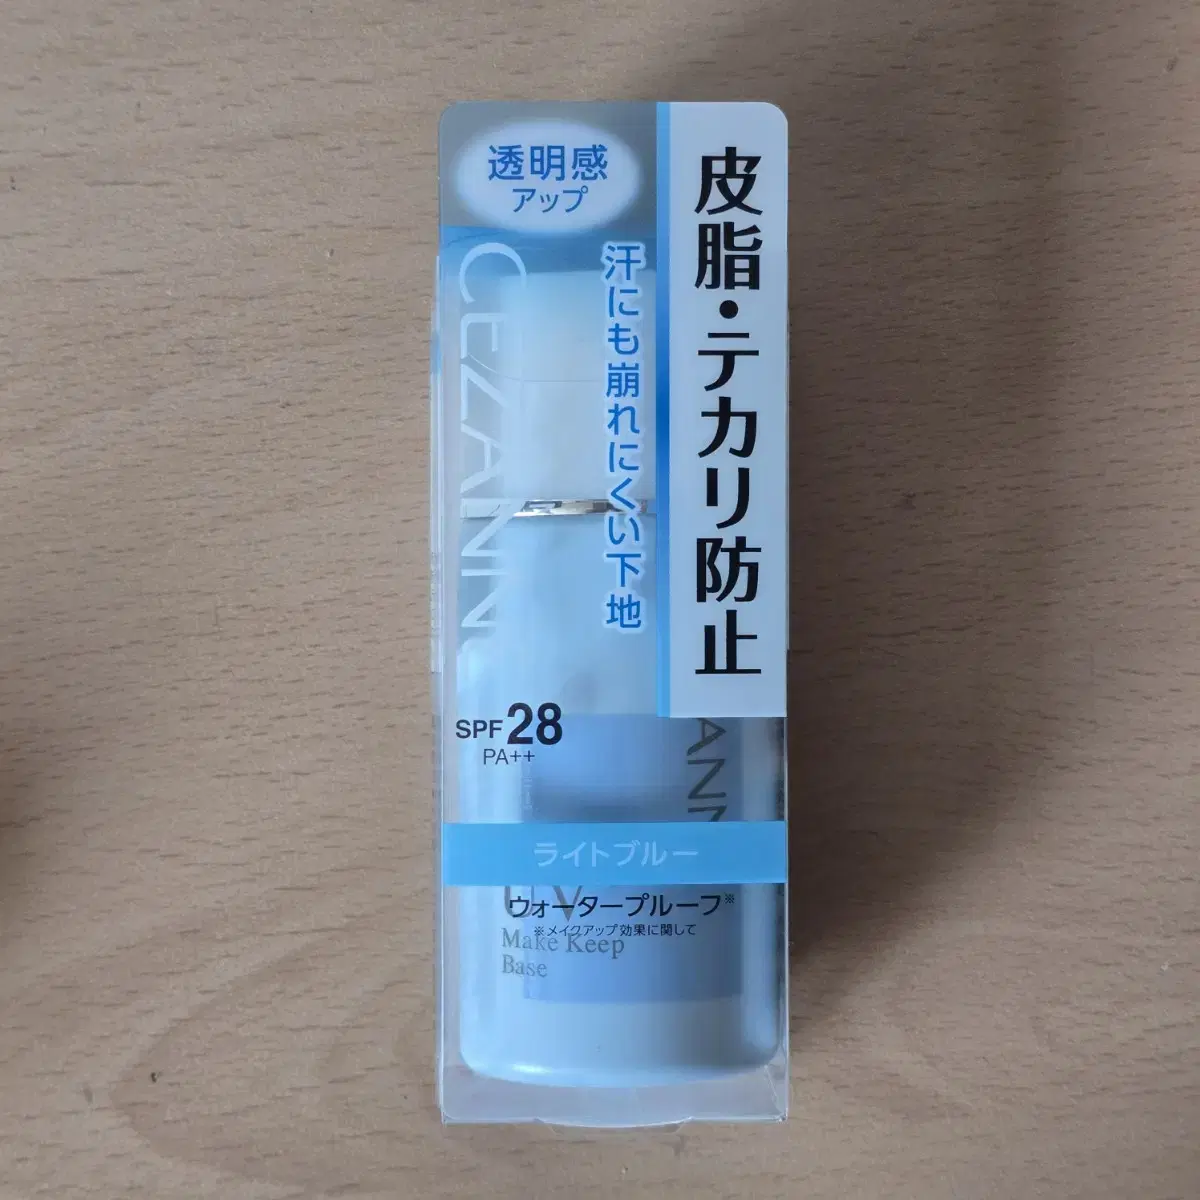 透明感
アップ
皮脂・テカリ防止
汗にも崩れにくい下地
CEZANN
SPF 28
PA++
ANN
ライトブルー
UV
ウォータープルーフ※
※メイクアップ効果に関して
Make Keep
Base